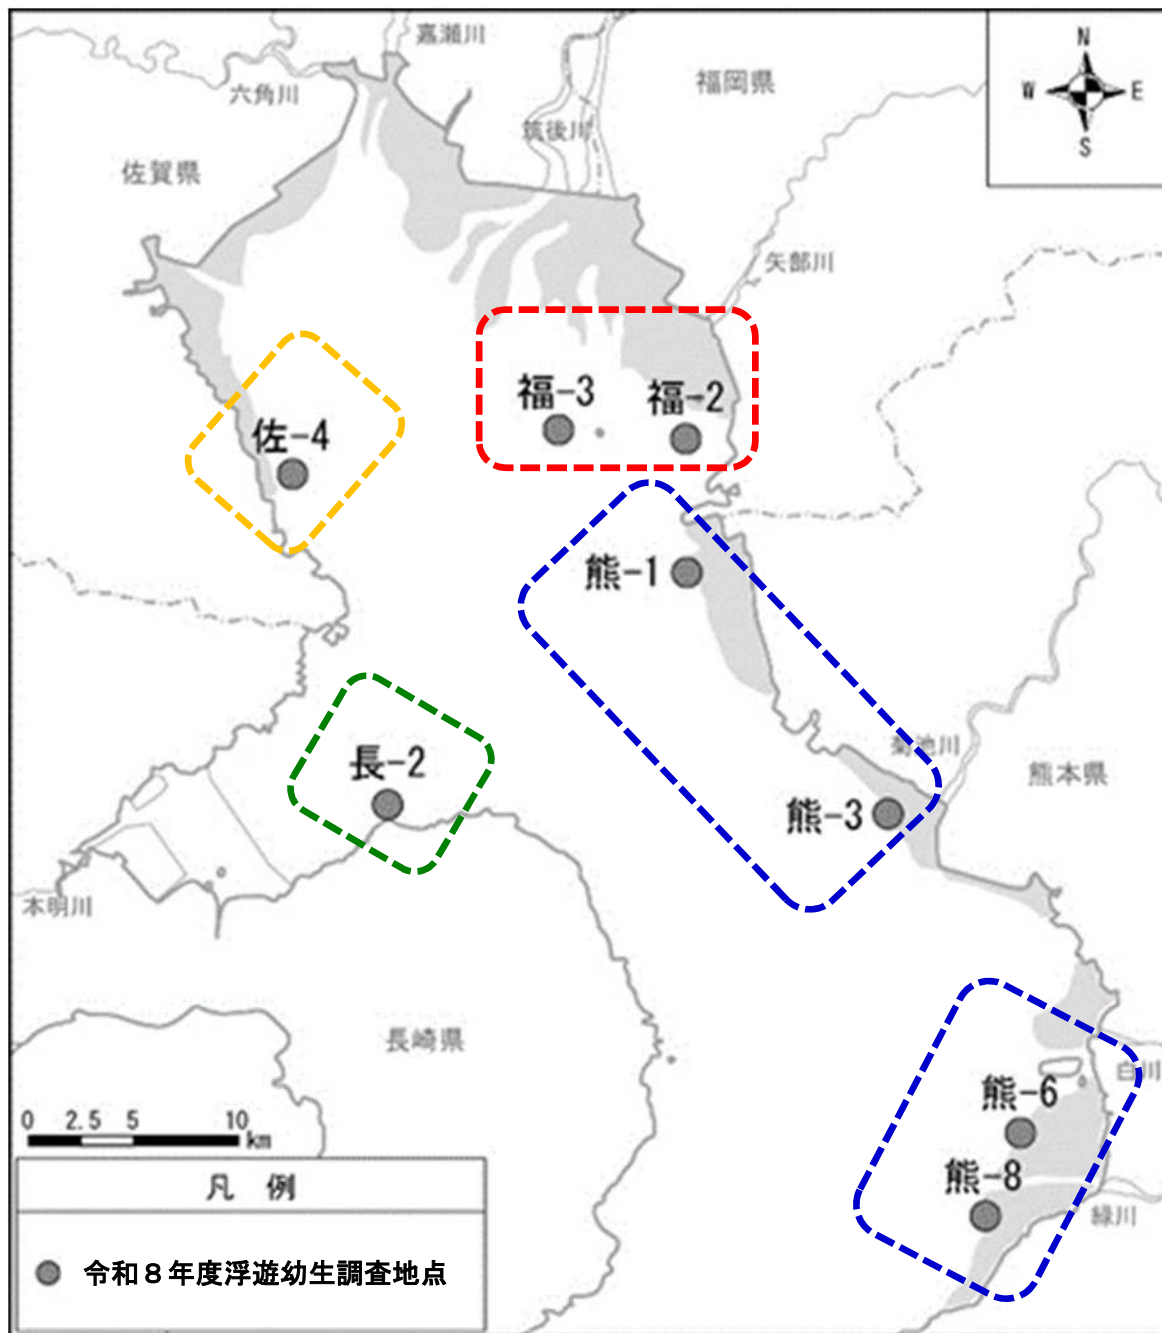 嘉瀬川
六角川
福岡県
筑後川
佐賀県
N
W
E
S
矢部川
福-3
福-2
佐-4
熊-1
長-2
菊池川
熊本県
熊-3
本明川
長崎県
白川
熊-6
熊-8
緑川
0 2.5 5 10
km
凡 例
令和8年度浮遊幼生調査地点